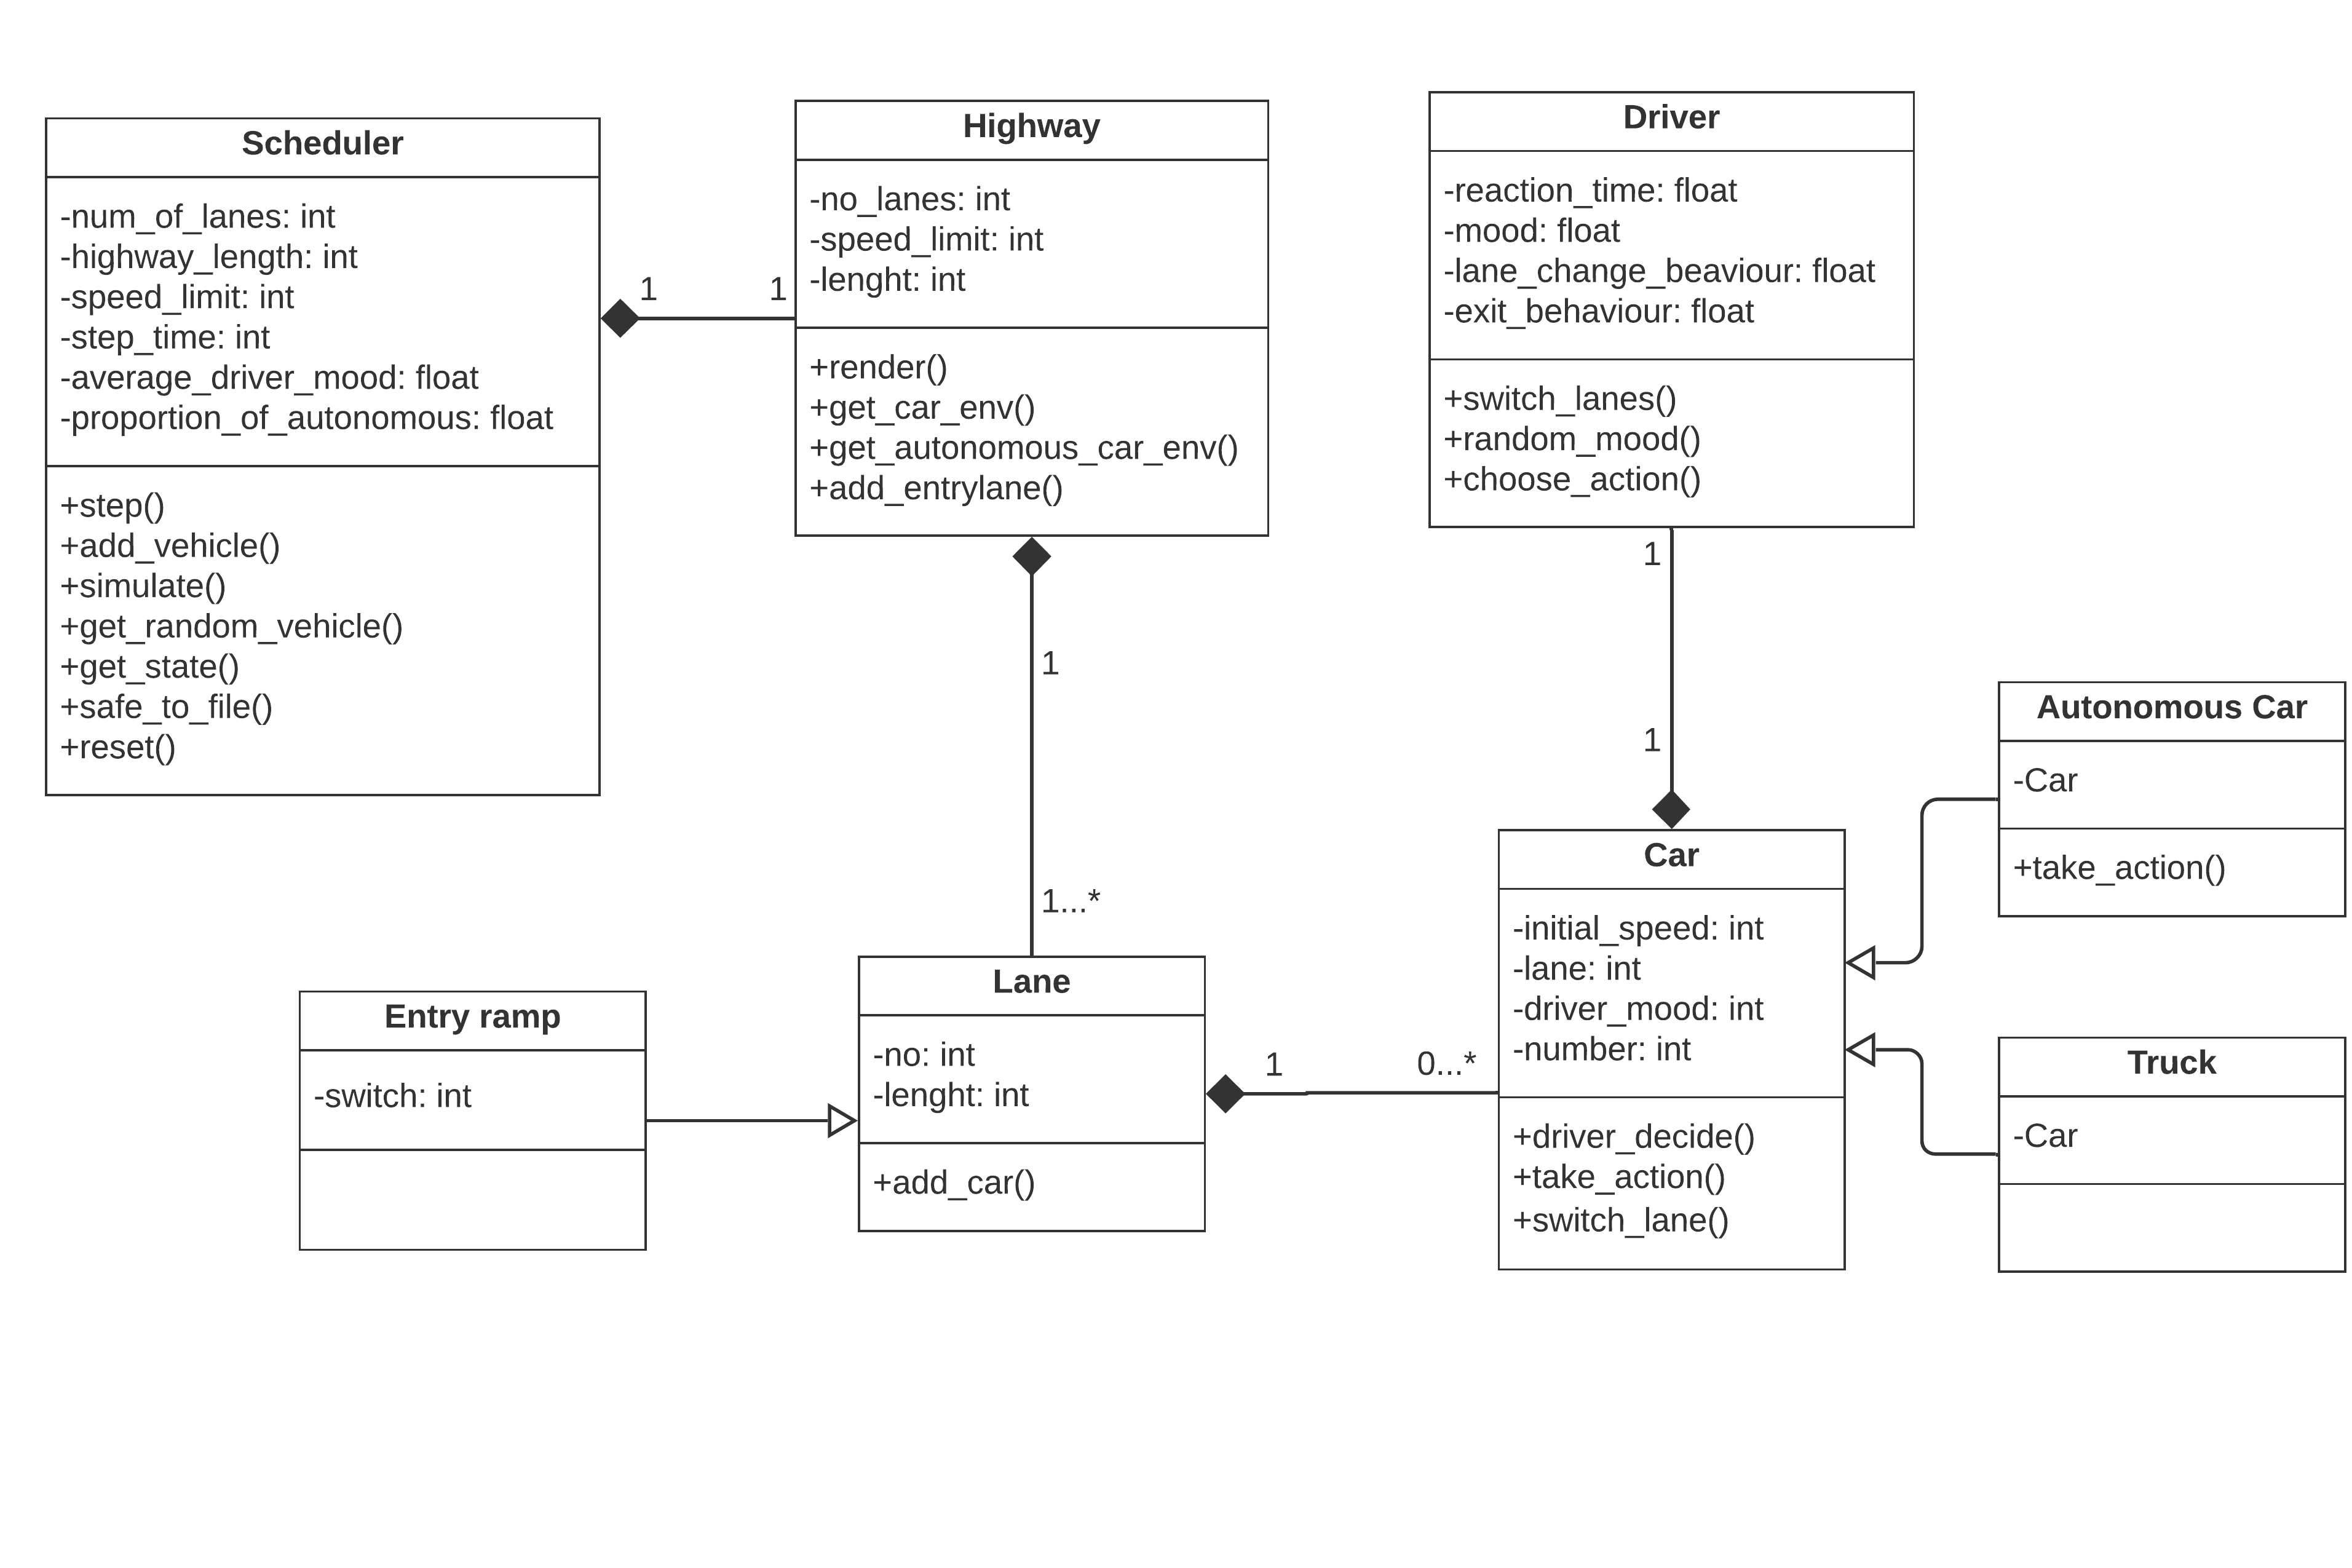 Scheduler
-num_of_lanes: int
-highway_length: int
-speed_limit: int
-step_time: int
-average_driver_mood: float
-proportion_of_autonomous: float
+step()
+add_vehicle()
+simulate()
+get_random_vehicle()
+get_state()
+safe_to_file()
+reset()
1
1
Highway
-no_lanes: int
-speed_limit: int
-lenght: int
+render()
+get_car_env()
+get_autonomous_car_env()
+add_entrylane()
Driver
-reaction_time: float
-mood: float
-lane_change_beaviour: float
-exit_behaviour: float
+switch_lanes()
+random_mood()
+choose_action()
1
1...*
1
1
Entry ramp
-switch: int
Lane
-no: int
-lenght: int
+add_car()
1
0...*
Car
-initial_speed: int
-lane: int
-driver_mood: int
-number: int
+driver_decide()
+take_action()
+switch_lane()
Autonomous Car
-Car
+take_action()
Truck
-Car